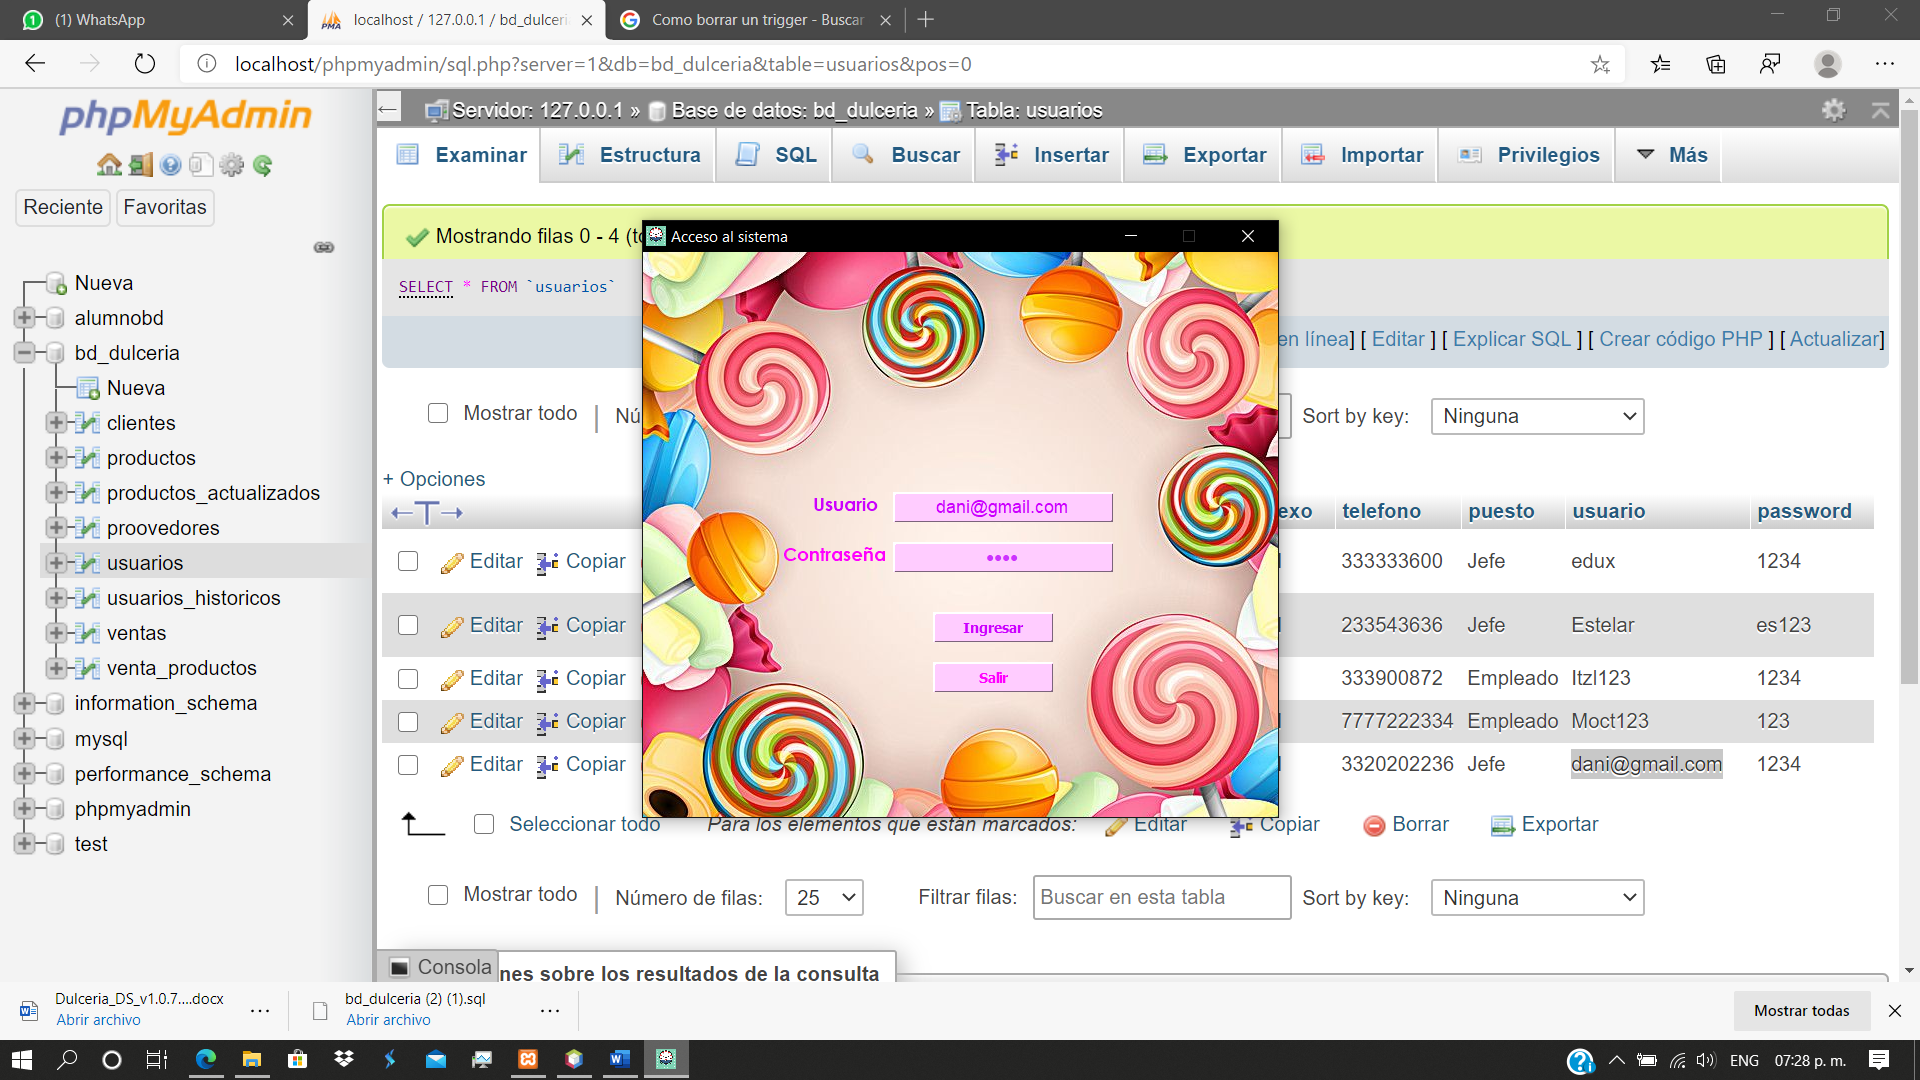 (1) WhatsApp
localhost / 127.0.0.1 / bd_dulceri
Como borrar un trigger - Buscar
localhost/phpmyadmin/sql.php?server=1&db=bd_dulceria&table=usuarios&pos=0
phpMyAdmin
Reciente
Favoritas
Nueva
alumnobd
bd_dulceria
Nueva
clientes
productos
productos_actualizados
proovedores
usuarios
usuarios_historicos
ventas
venta_productos
information_schema
mysql
performance_schema
phpmyadmin
test
Servidor: 127.0.0.1 » Base de datos: bd_dulceria » Tabla: usuarios
Examinar Estructura SQL Buscar Insertar Exportar Importar Privilegios Más
Mostrando filas 0 - 4 (to
SELECT * FROM `usuarios`
en línea] [ Editar ] [ Explicar SQL ] [ Crear código PHP ] [ Actualizar]
Mostrar todo Nú Sort by key: Ninguna
+ Opciones
exo telefono puesto usuario password
Editar Copiar 333333600 Jefe edux 1234
Editar Copiar 233543636 Jefe Estelar es123
Editar Copiar 333900872 Empleado Itzl123 1234
Editar Copiar 7777222334 Empleado Moct123 123
Editar Copiar 3320202236 Jefe dani@gmail.com 1234
Seleccionar todo Para los elementos que están marcados: Editar Copiar Borrar Exportar
Mostrar todo Número de filas: 25 Filtrar filas: Buscar en esta tabla Sort by key: Ninguna
Consola
nes sobre los resultados de la consulta
Acceso al sistema
Usuario dani@gmail.com
Contraseña ••••
Ingresar
Salir
Dulceria_DS_v1.0.7....docx
Abrir archivo
bd_dulceria (2) (1).sql
Abrir archivo
Mostrar todas
ENG 07:28 p. m.